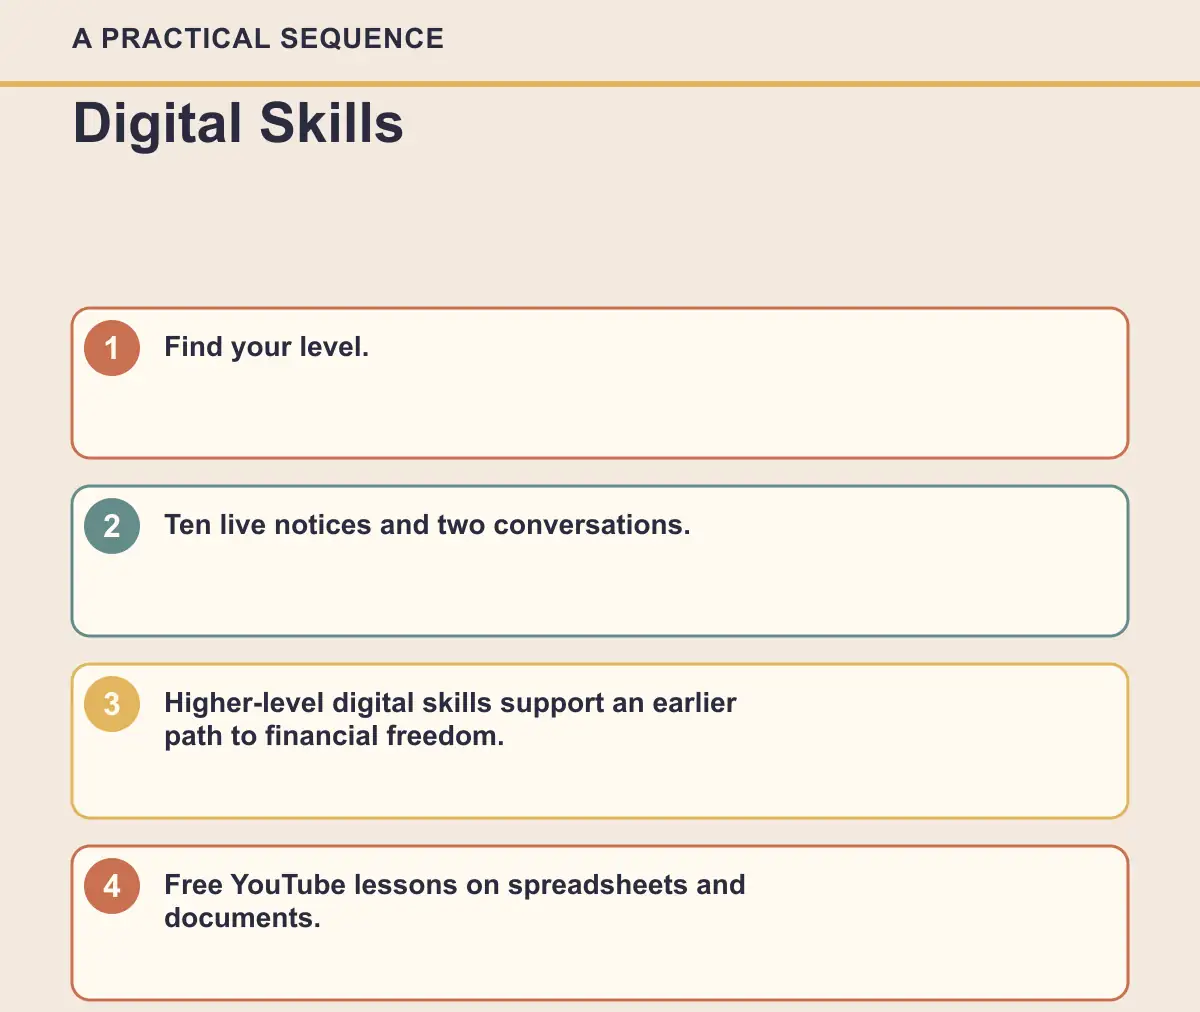 A PRACTICAL SEQUENCE
Digital Skills
1
Find your level.
2
Ten live notices and two conversations.
3
Higher-level digital skills support an earlier
path to financial freedom.
4
Free YouTube lessons on spreadsheets and
documents.